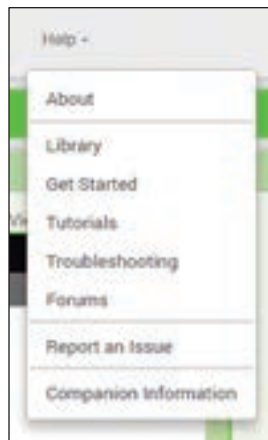 Help
About
Library
Get Started
Tutorials
Troubleshooting
Forums
Report an Issue
Companion Information